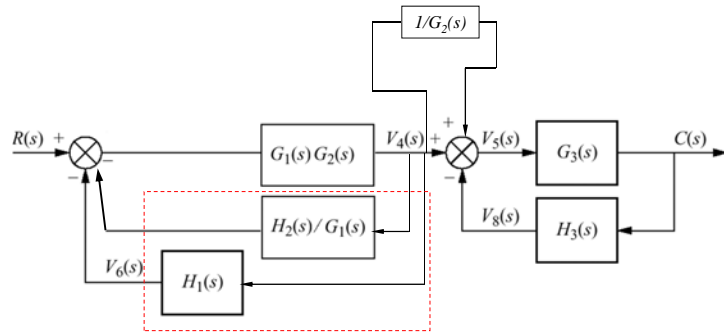 1/G₂(s)
R(s)
+
−
−
G₁(s)G₂(s)
V₄(s)
+
+
−
V₅(s)
G₃(s)
C(s)
H₂(s)/G₁(s)
V₆(s)
H₁(s)
V₈(s)
H₃(s)